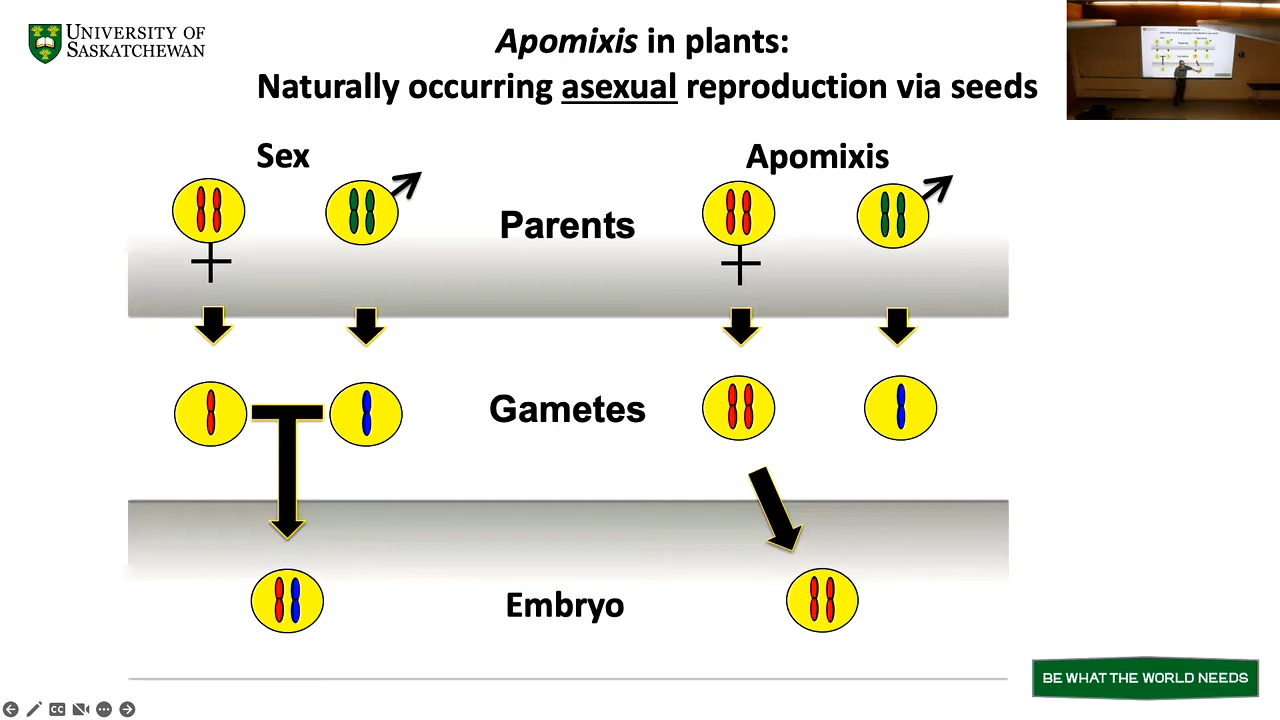 UNIVERSITY OF
SASKATCHEWAN
Apomixis in plants:
Naturally occurring asexual reproduction via seeds
Sex
Apomixis
Parents
Gametes
Embryo
BE WHAT THE WORLD NEEDS
CC